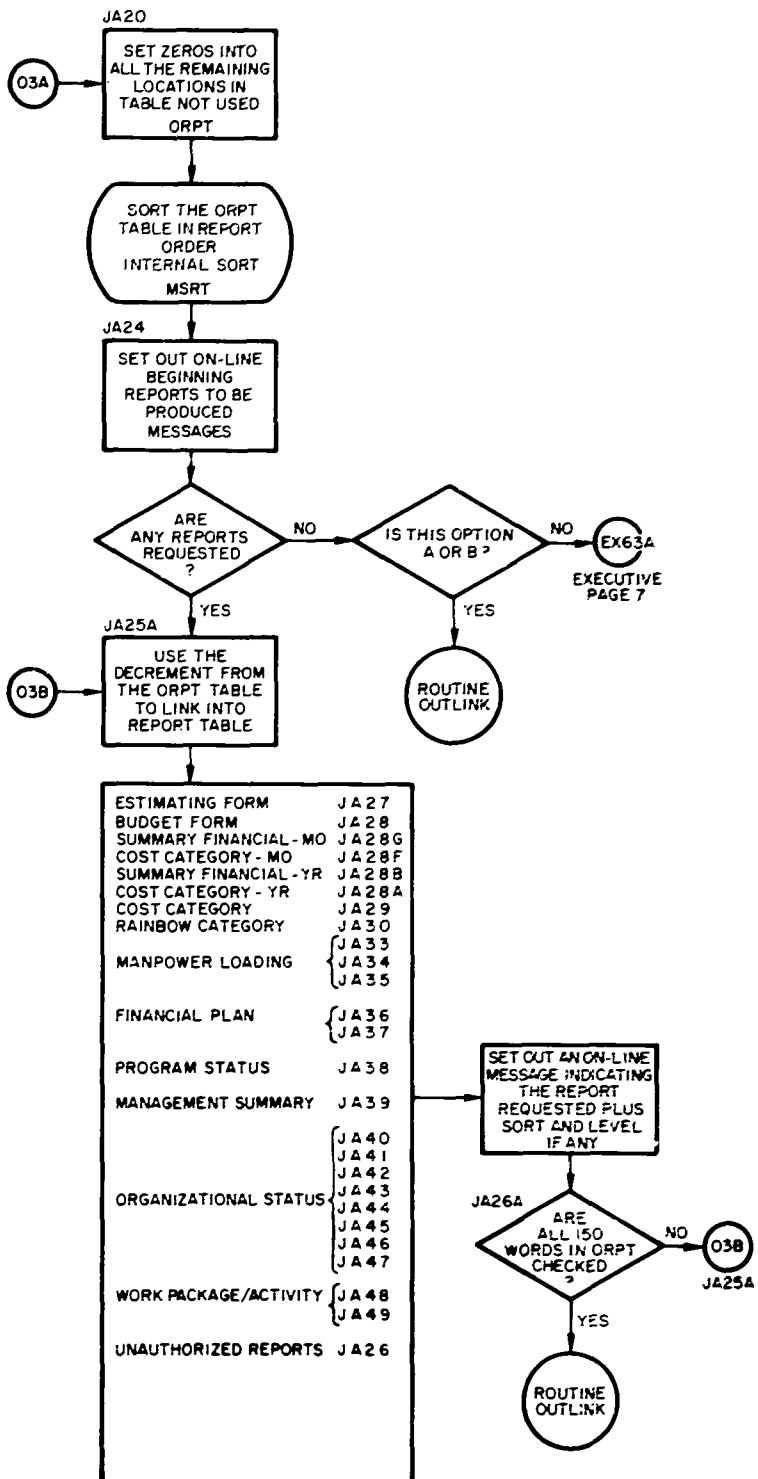 JA20
03A
SET ZEROS INTO
ALL THE REMAINING
LOCATIONS IN
TABLE NOT USED
ORPT
SORT THE ORPT
TABLE IN REPORT
ORDER
INTERNAL SORT
MSRT
JA24
SET OUT ON-LINE
BEGINNING
REPORTS TO BE
PRODUCED
MESSAGES
ARE
ANY REPORTS
REQUESTED
?
NO
IS THIS OPTION
A OR B?
NO
EX63A
EXECUTIVE
PAGE 7
YES
YES
ROUTINE
OUTLINK
JA25A
03B
USE THE
DECREMENT FROM
THE ORPT TABLE
TO LINK INTO
REPORT TABLE
ESTIMATING FORM JA27
BUDGET FORM JA28
SUMMARY FINANCIAL-MO JA28G
COST CATEGORY-MO JA28F
SUMMARY FINANCIAL-YR JA28B
COST CATEGORY-YR JA28A
COST CATEGORY JA29
RAINBOW CATEGORY JA30
MANPOWER LOADING JA33
JA34
JA35
FINANCIAL PLAN JA36
JA37
PROGRAM STATUS JA38
MANAGEMENT SUMMARY JA39
ORGANIZATIONAL STATUS JA40
JA41
JA42
JA43
JA44
JA45
JA46
JA47
WORK PACKAGE/ACTIVITY JA48
JA49
UNAUTHORIZED REPORTS JA26
SET OUT AN ON-LINE
MESSAGE INDICATING
THE REPORT
REQUESTED PLUS
SORT AND LEVEL
IF ANY
JA26A
ARE
ALL 150
WORDS IN ORPT
CHECKED
?
NO
03B
JA25A
YES
ROUTINE
OUTLINK